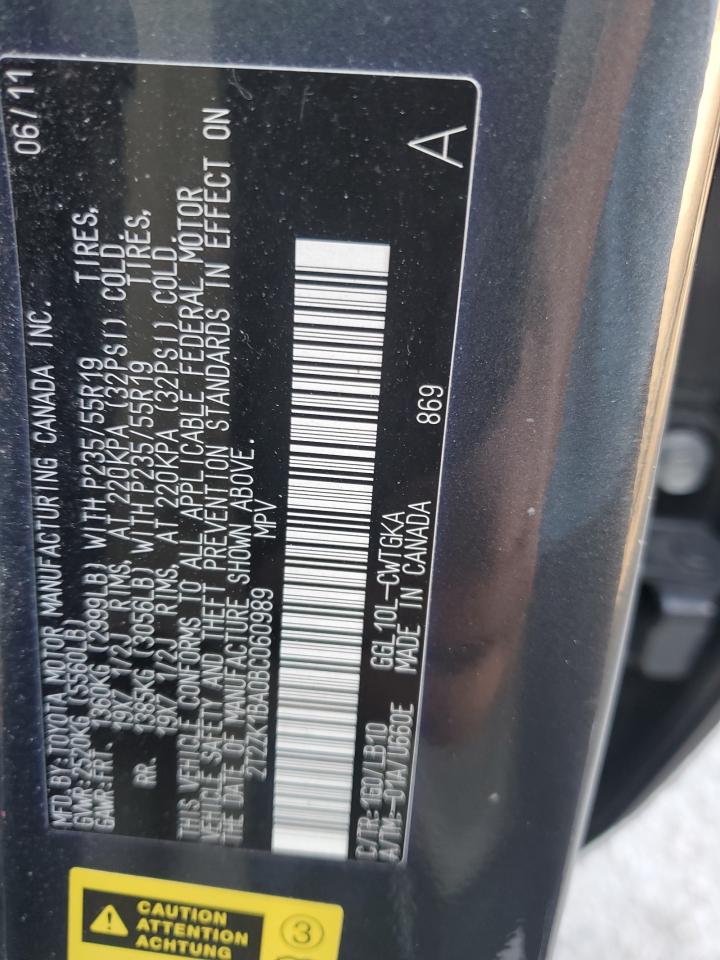 MFD.BY:TOYOTA MOTOR MANUFACTURING CANADA INC. 06/11
GVWR:2520KG (5560LB)
GAWR:FRT. 1360KG (2999LB) WITH P235/55R19 TIRES,
19X7 1/2J RIMS, AT 220KPA (32PSI) COLD.
RR. 1385KG (3056LB) WITH P235/55R19 TIRES,
19X7 1/2J RIMS, AT 220KPA (32PSI) COLD.
THIS VEHICLE CONFORMS TO ALL APPLICABLE FEDERAL MOTOR
VEHICLE SAFETY AND THEFT PREVENTION STANDARDS IN EFFECT ON
THE DATE OF MANUFACTURE SHOWN ABOVE.
2T2ZK1BA0BC060989 MPV
C/TR:1G0/LB10 GGL10L-CWTGKA 869
A/TM:-01A/U660E MADE IN CANADA
A
CAUTION
ATTENTION
ACHTUNG
3